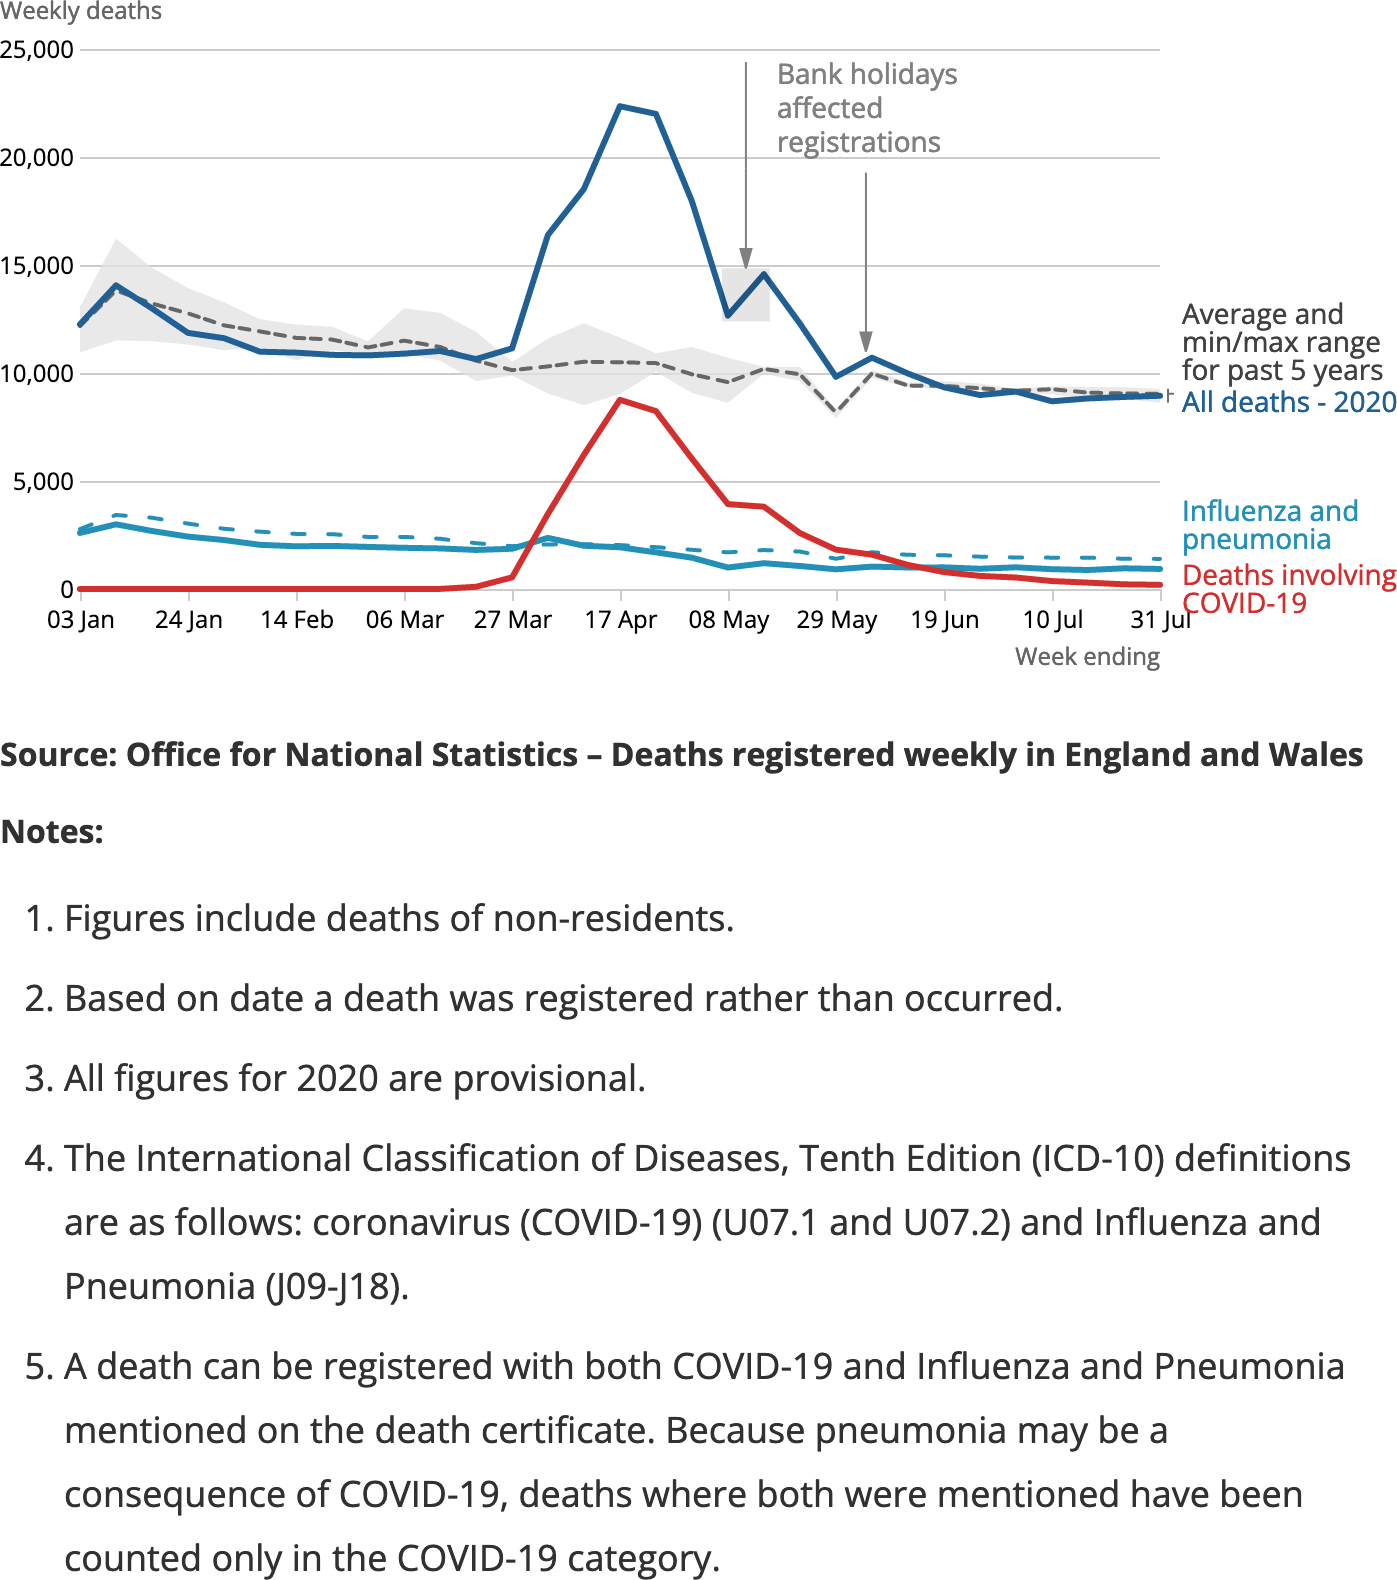 Weekly deaths
25,000
Bank holidays
affected
registrations
20,000
15,000
Average and
min/max range
for past 5 years
10,000
All deaths - 2020
5,000
Influenza and
pneumonia
Deaths involving
COVID-19
0
03 Jan 24 Jan 14 Feb 06 Mar 27 Mar 17 Apr 08 May 29 May 19 Jun 10 Jul 31 Jul
Week ending
Source: Office for National Statistics – Deaths registered weekly in England and Wales
Notes:
1. Figures include deaths of non-residents.
2. Based on date a death was registered rather than occurred.
3. All figures for 2020 are provisional.
4. The International Classification of Diseases, Tenth Edition (ICD-10) definitions
are as follows: coronavirus (COVID-19) (U07.1 and U07.2) and Influenza and
Pneumonia (J09-J18).
5. A death can be registered with both COVID-19 and Influenza and Pneumonia
mentioned on the death certificate. Because pneumonia may be a
consequence of COVID-19, deaths where both were mentioned have been
counted only in the COVID-19 category.